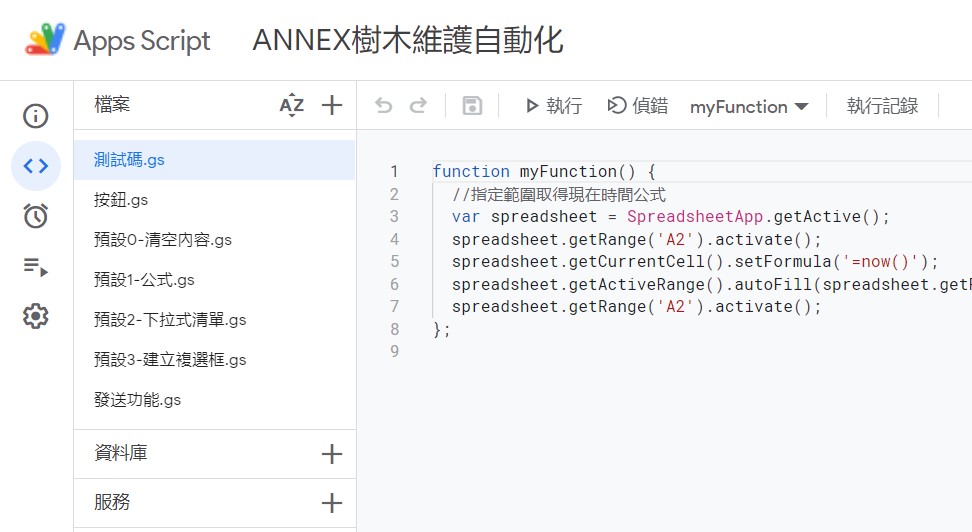 Apps Script ANNEX樹木維護自動化
檔案 AZ
執行 偵錯 myFunction 執行記錄
測試碼.gs
按鈕.gs
預設0-清空內容.gs
預設1-公式.gs
預設2-下拉式清單.gs
預設3-建立複選框.gs
發送功能.gs
資料庫
服務
1 function myFunction() {
2 //指定範圍取得現在時間公式
3 var spreadsheet = SpreadsheetApp.getActive();
4 spreadsheet.getRange('A2').activate();
5 spreadsheet.getCurrentCell().setFormula('=now()');
6 spreadsheet.getActiveRange().autoFill(spreadsheet.get
7 spreadsheet.getRange('A2').activate();
8 };
9